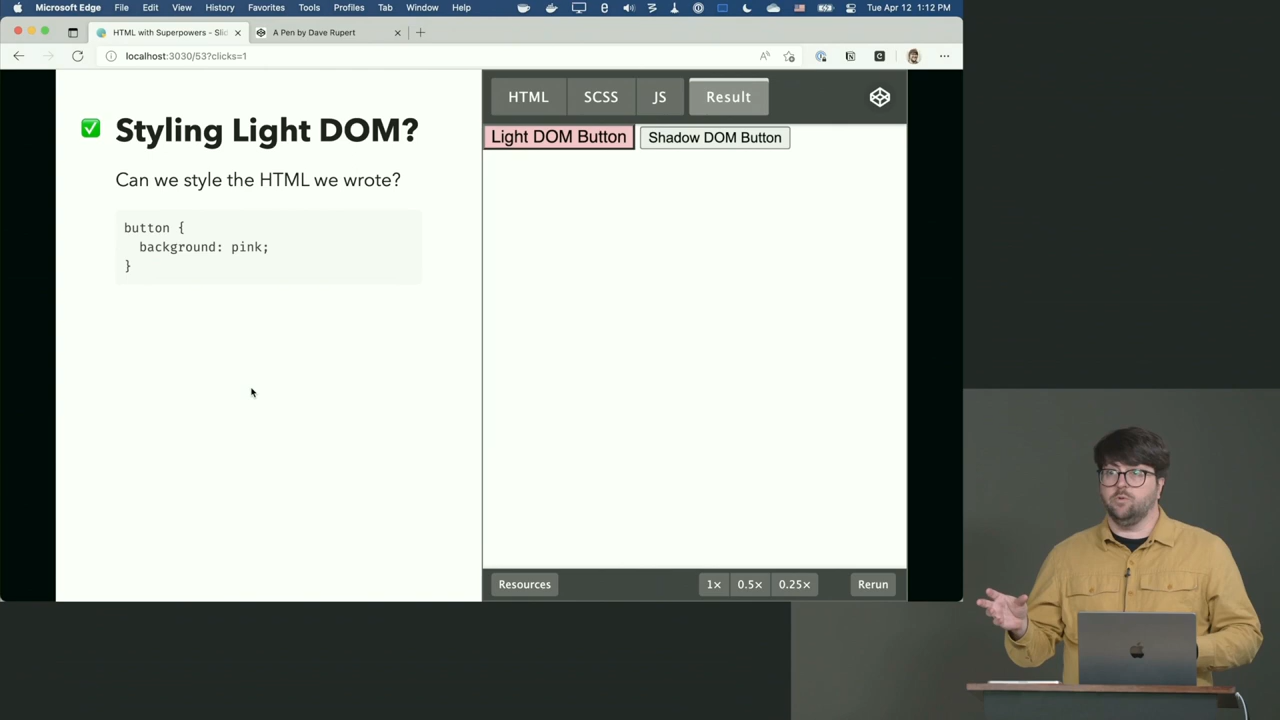 Microsoft Edge File Edit View History Favorites Tools Profiles Tab Window Help Tue Apr 12 1:12 PM
HTML with Superpowers - Slid A Pen by Dave Rupert
localhost:3030/53?clicks=1
HTML SCSS JS Result
✅ Styling Light DOM?
Light DOM Button Shadow DOM Button
Can we style the HTML we wrote?
button {
background: pink;
}
Resources 1× 0.5× 0.25× Rerun